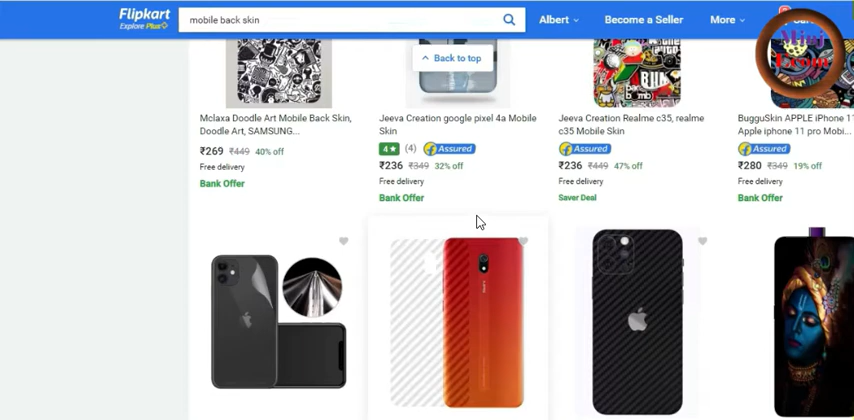 Flipkart
Explore Plus
mobile back skin
Albert
Become a Seller
More
Cart
Minj
Ecom
Back to top
BUN
Mclaxa Doodle Art Mobile Back Skin,
Doodle Art, SAMSUNG...
₹269 ₹449 40% off
Free delivery
Bank Offer
Jeeva Creation google pixel 4a Mobile
Skin
4★ (4) Assured
₹236 ₹349 32% off
Free delivery
Bank Offer
Jeeva Creation Realme c35, realme
c35 Mobile Skin
Assured
₹236 ₹449 47% off
Free delivery
Saver Deal
BugguSkin APPLE iPhone 11
Apple iphone 11 pro Mobi...
Assured
₹280 ₹349 19% off
Free delivery
Bank Offer